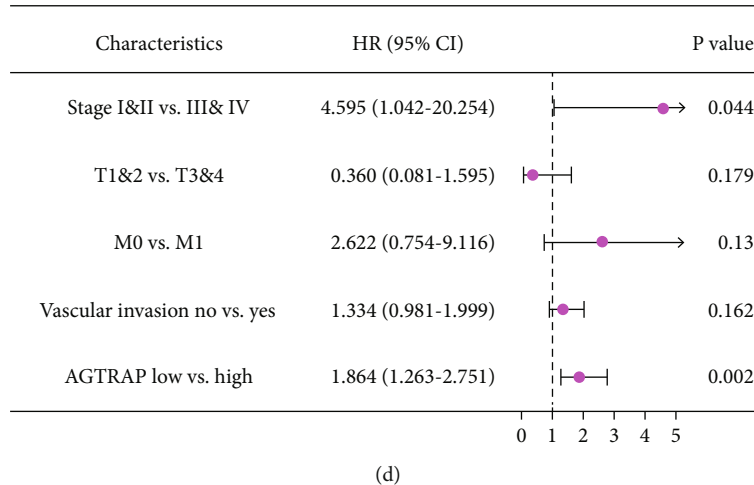 Characteristics HR (95% CI) P value
Stage I&II vs. III& IV 4.595 (1.042-20.254) 0.044
T1&2 vs. T3&4 0.360 (0.081-1.595) 0.179
M0 vs. M1 2.622 (0.754-9.116) 0.13
Vascular invasion no vs. yes 1.334 (0.981-1.999) 0.162
AGTRAP low vs. high 1.864 (1.263-2.751) 0.002
0 1 2 3 4 5
(d)